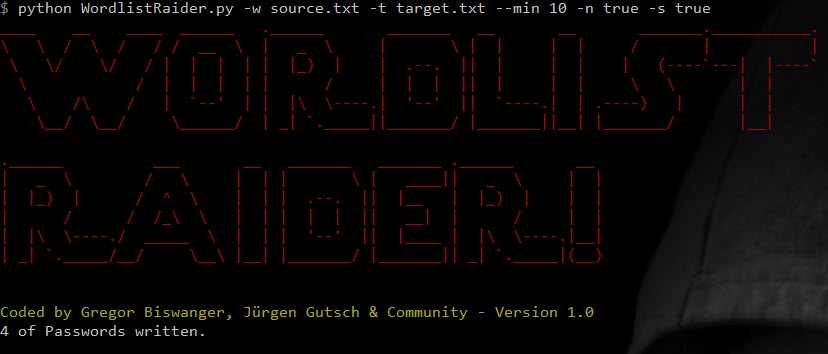 $ python WordlistRaider.py -w source.txt -t target.txt --min 10 -n true -s true
WORDLIST
RAIDER!
Coded by Gregor Biswanger, Jürgen Gutsch & Community - Version 1.0
4 of Passwords written.